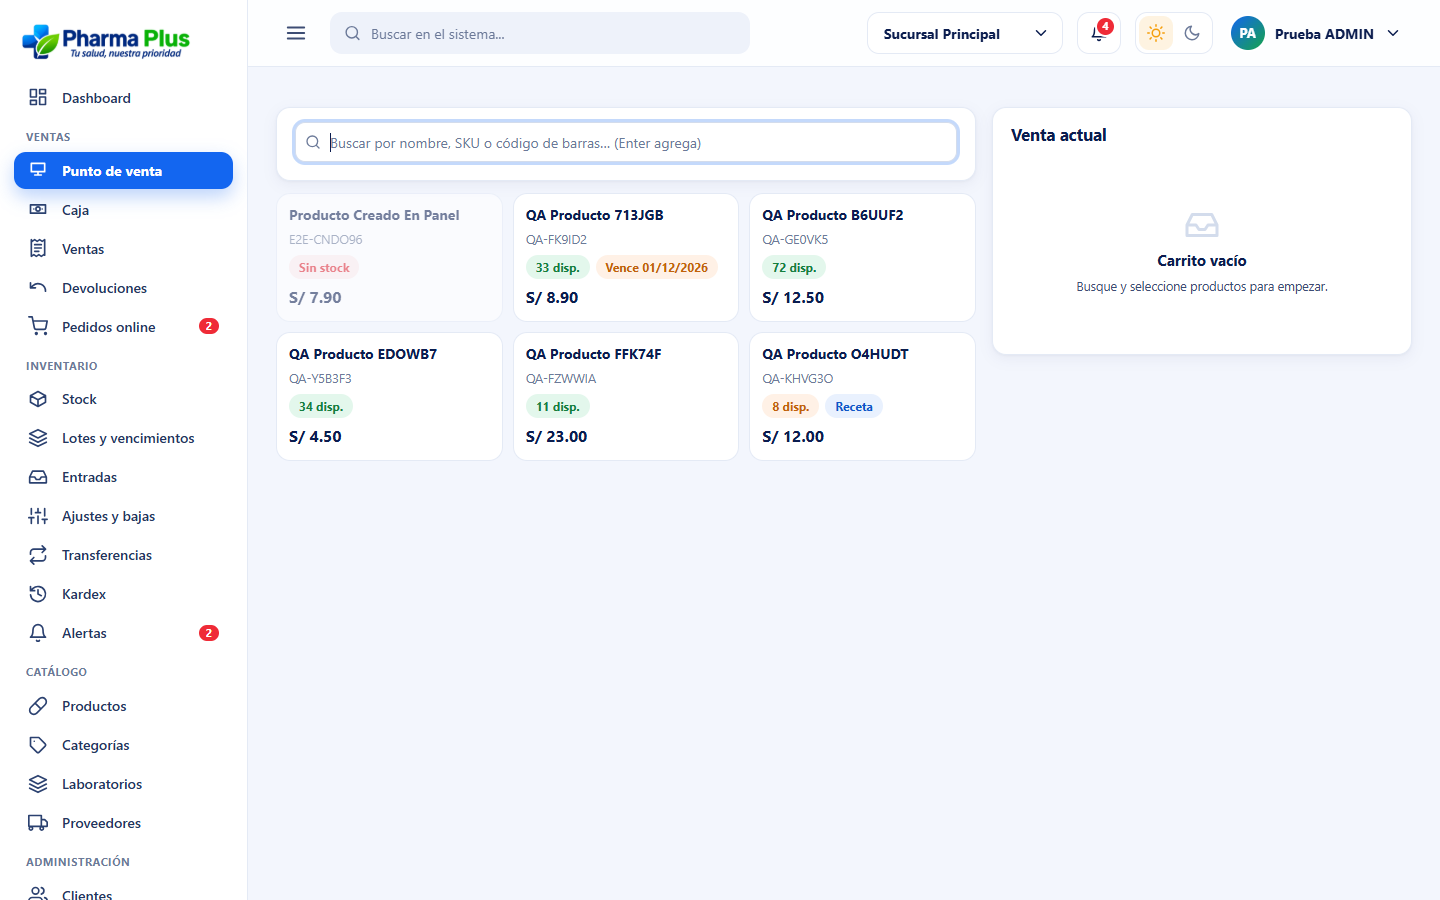 Pharma Plus
Tu salud, nuestra prioridad
Buscar en el sistema...
Sucursal Principal
4
PA
Prueba ADMIN
Dashboard
VENTAS
Punto de venta
Caja
Ventas
Devoluciones
Pedidos online
2
INVENTARIO
Stock
Lotes y vencimientos
Entradas
Ajustes y bajas
Transferencias
Kardex
Alertas
2
CATÁLOGO
Productos
Categorías
Laboratorios
Proveedores
ADMINISTRACIÓN
Clientes
Buscar por nombre, SKU o código de barras... (Enter agrega)
Producto Creado En Panel
E2E-CNDO96
Sin stock
S/ 7.90
QA Producto 713JGB
QA-FK9ID2
33 disp.
Vence 01/12/2026
S/ 8.90
QA Producto B6UUF2
QA-GE0VK5
72 disp.
S/ 12.50
QA Producto EDOWB7
QA-Y5B3F3
34 disp.
S/ 4.50
QA Producto FFK74F
QA-FZWWIA
11 disp.
S/ 23.00
QA Producto O4HUDT
QA-KHVG3O
8 disp.
Receta
S/ 12.00
Venta actual
Carrito vacío
Busque y seleccione productos para empezar.